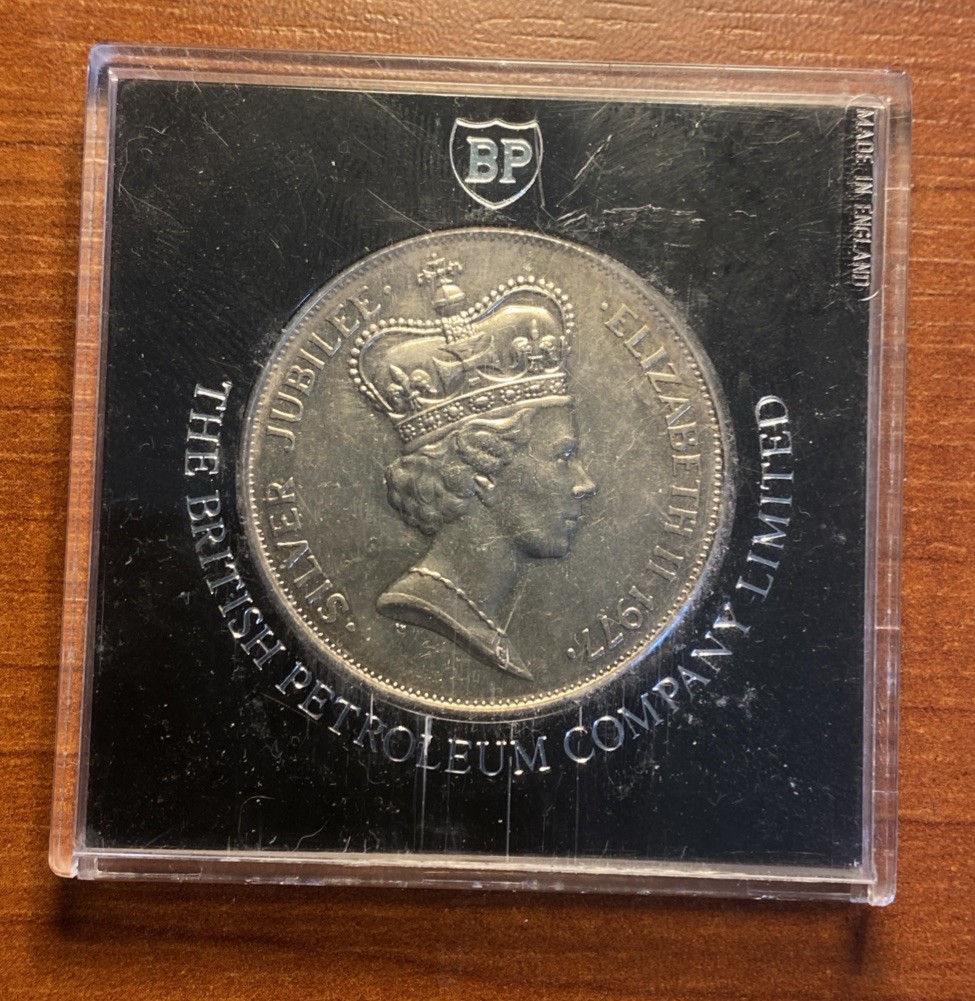 BP
MADE IN ENGLAND
SILVER JUBILEE · ELIZABETH II 1977 ·
THE BRITISH PETROLEUM COMPANY LIMITED